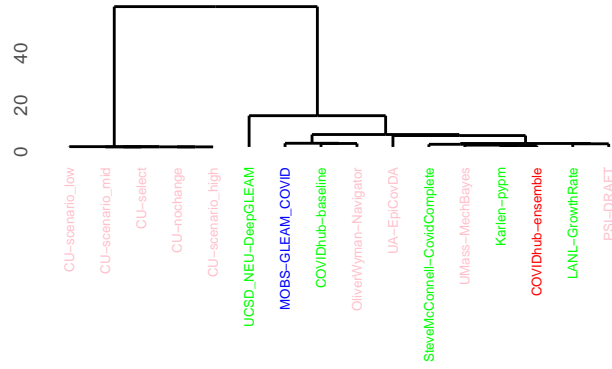 40
20
0
CU-scenario_low
CU-scenario_mid
CU-select
CU-nochange
CU-scenario_high
UCSD_NEU-DeepGLEAM
MOBS-GLEAM_COVID
COVIDhub-baseline
OliverWyman-Navigator
UA-EpiCovDA
SteveMcConnell-CovidComplete
UMass-MechBayes
Karlen-pypm
COVIDhub-ensemble
LANL-GrowthRate
PSI-DRAFT